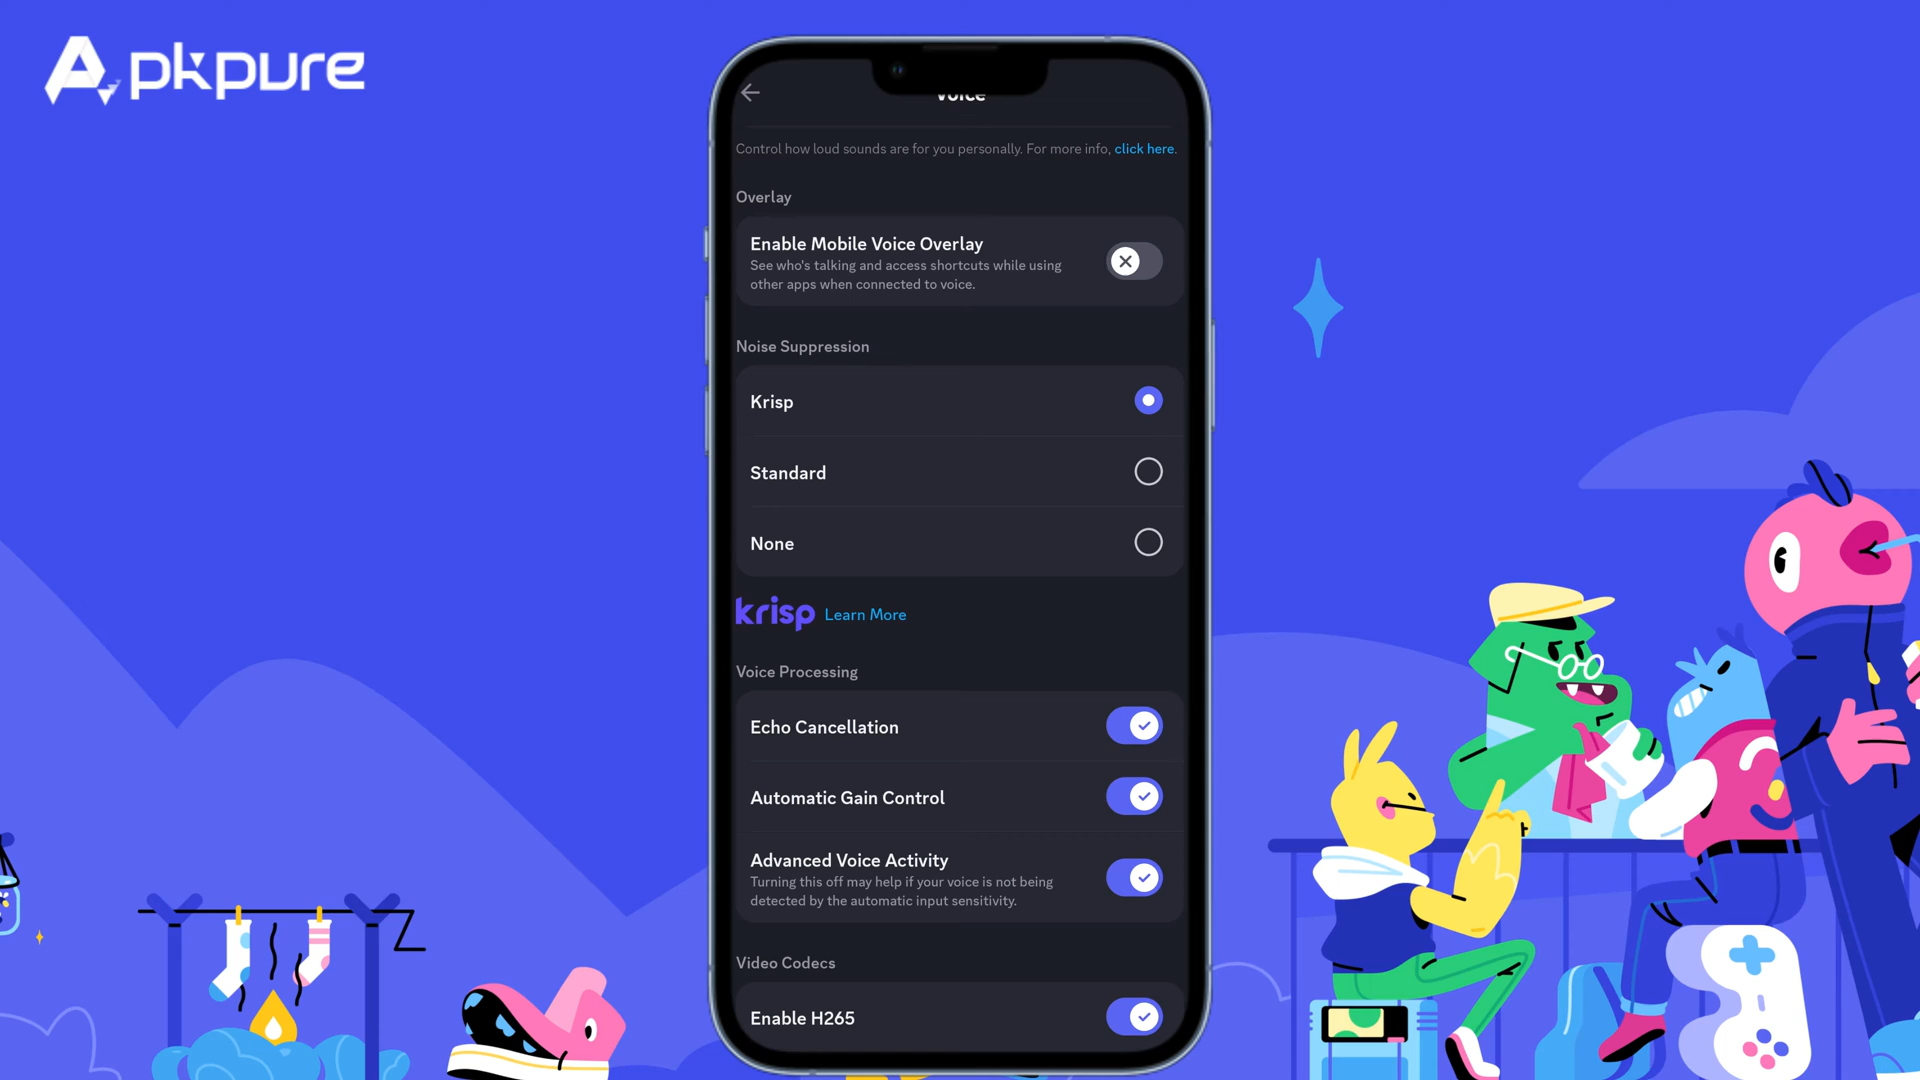 Apkpure
Voice
Control how loud sounds are for you personally. For more info, click here.
Overlay
Enable Mobile Voice Overlay
See who's talking and access shortcuts while using
other apps when connected to voice.
Noise Suppression
Krisp
Standard
None
krisp Learn More
Voice Processing
Echo Cancellation
Automatic Gain Control
Advanced Voice Activity
Turning this off may help if your voice is not being
detected by the automatic input sensitivity.
Video Codecs
Enable H265